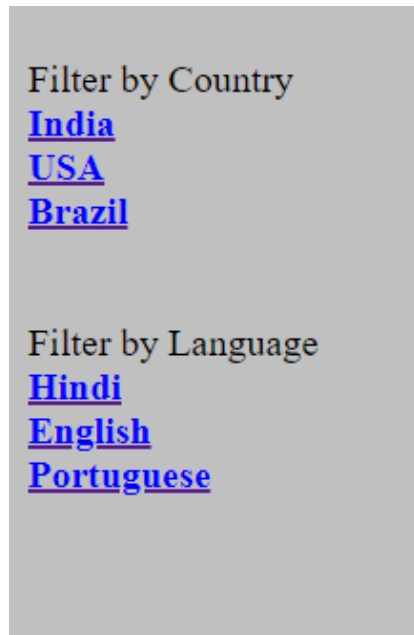 Filter by Country
India
USA
Brazil
Filter by Language
Hindi
English
Portuguese